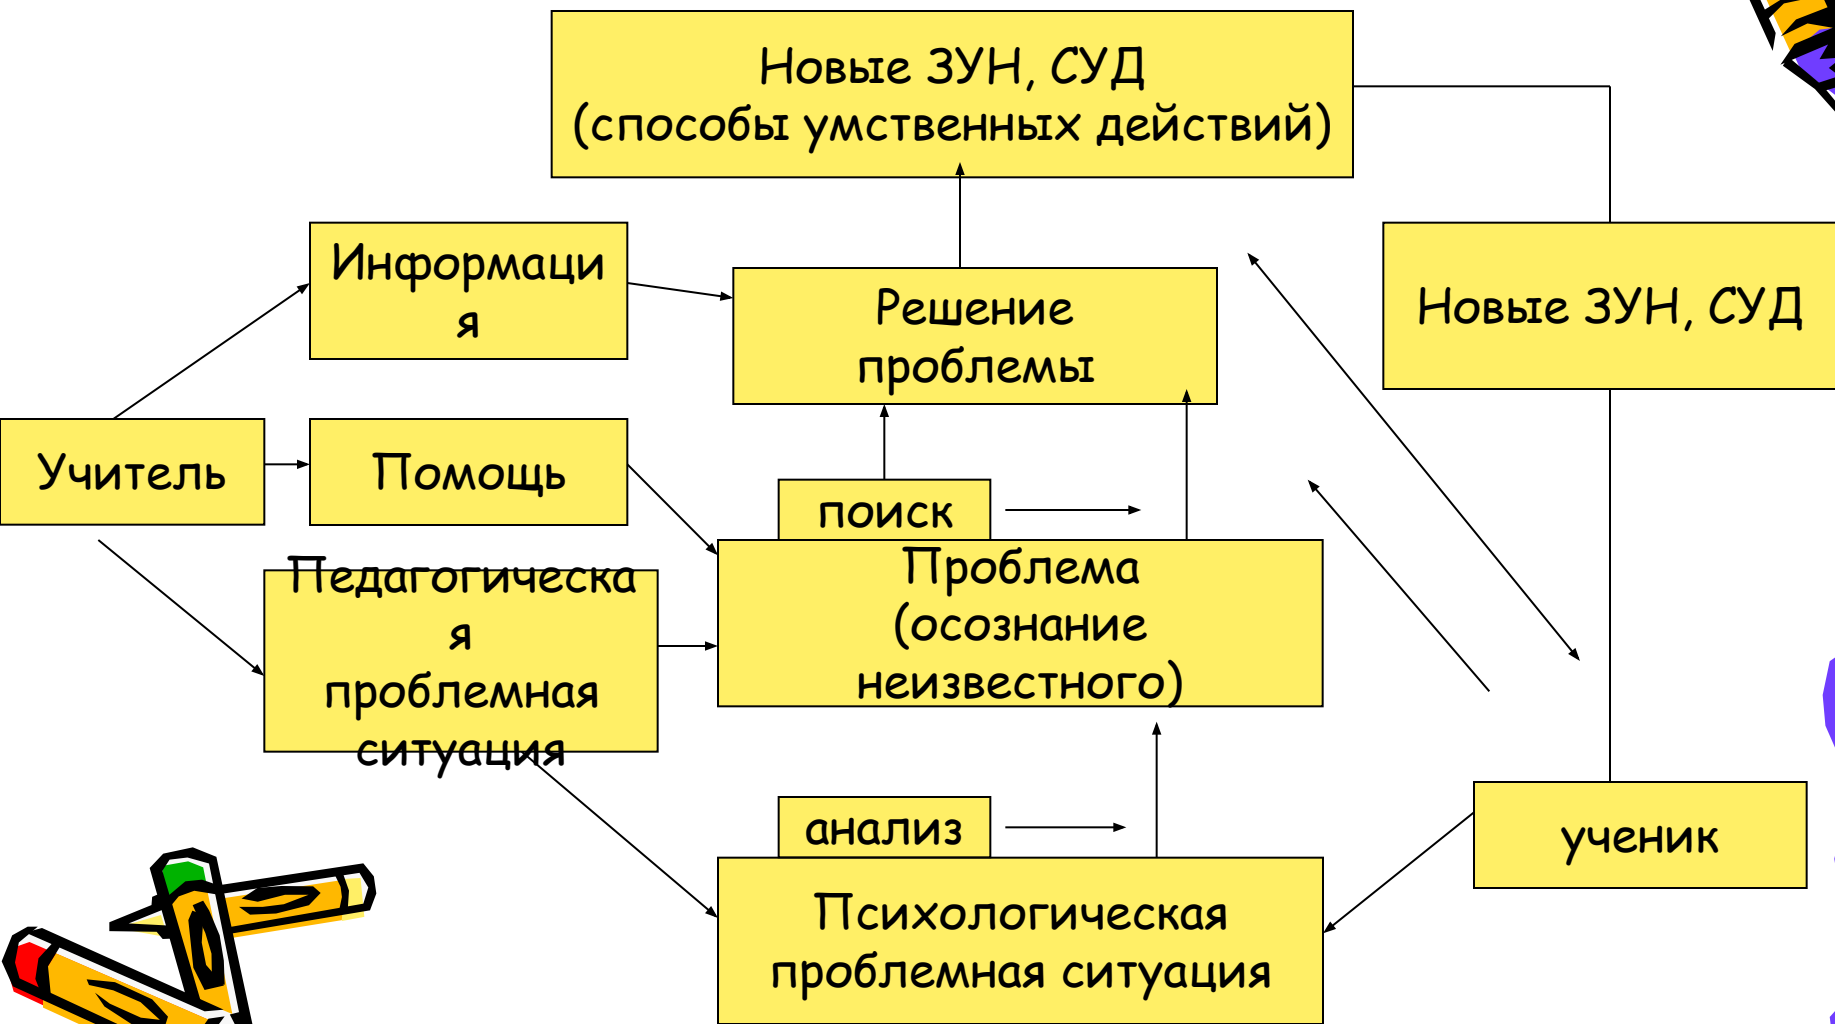 Новые ЗУН, СУД
(способы умственных действий)
Информаци
я
Решение
проблемы
Новые ЗУН, СУД
Учитель
Помощь
поиск
Педагогическа
я
проблемная
ситуация
Проблема
(осознание
неизвестного)
анализ
ученик
Психологическая
проблемная ситуация